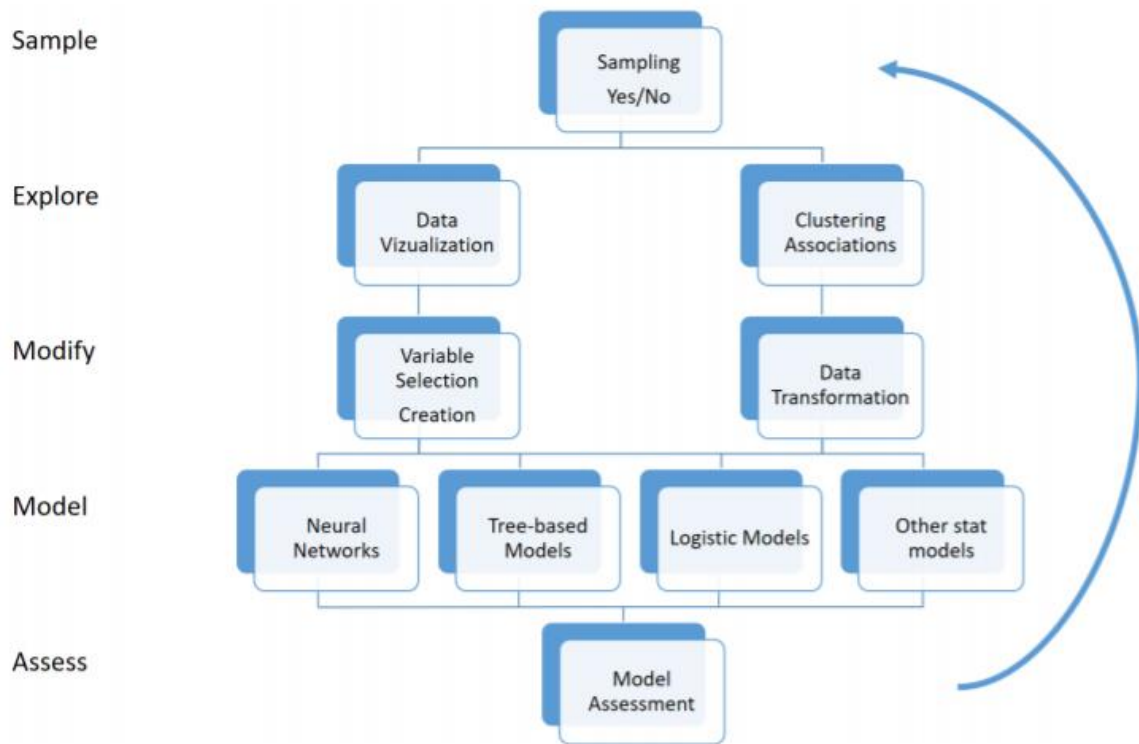 Sample
Sampling
Yes/No
Explore
Data
Vizualization
Clustering
Associations
Modify
Variable
Selection
Creation
Data
Transformation
Model
Neural
Networks
Tree-based
Models
Logistic Models
Other stat
models
Assess
Model
Assessment